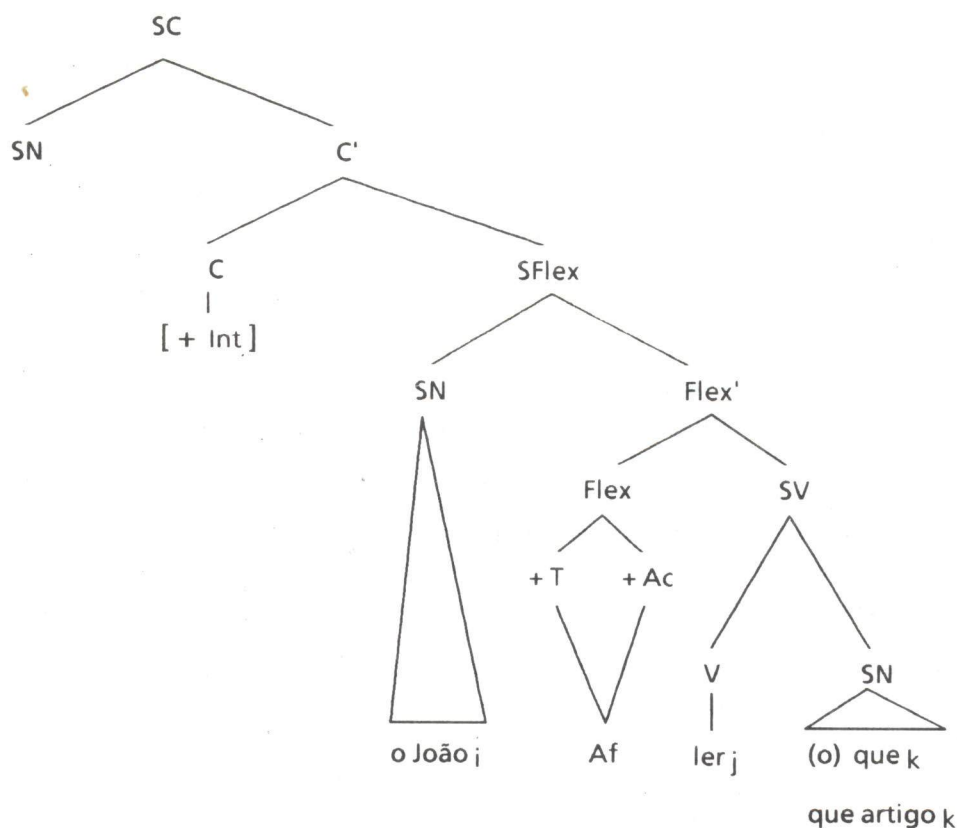 SC
SN C'
C SFlex
[ + Int ]
SN Flex'
Flex SV
+ T + Ac
V SN
o João i Af ler j (o) que k
que artigo k